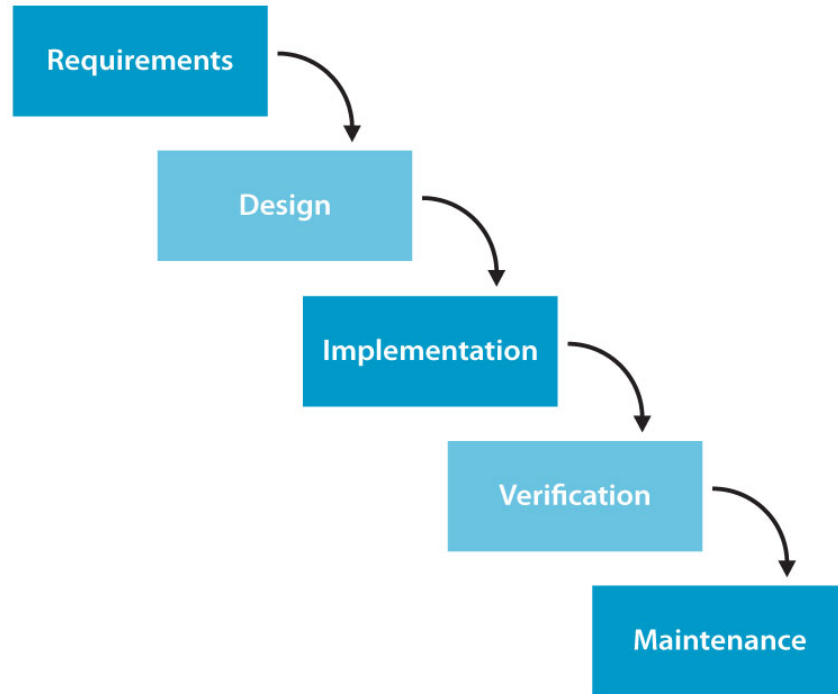 Requirements
Design
Implementation
Verification
Maintenance